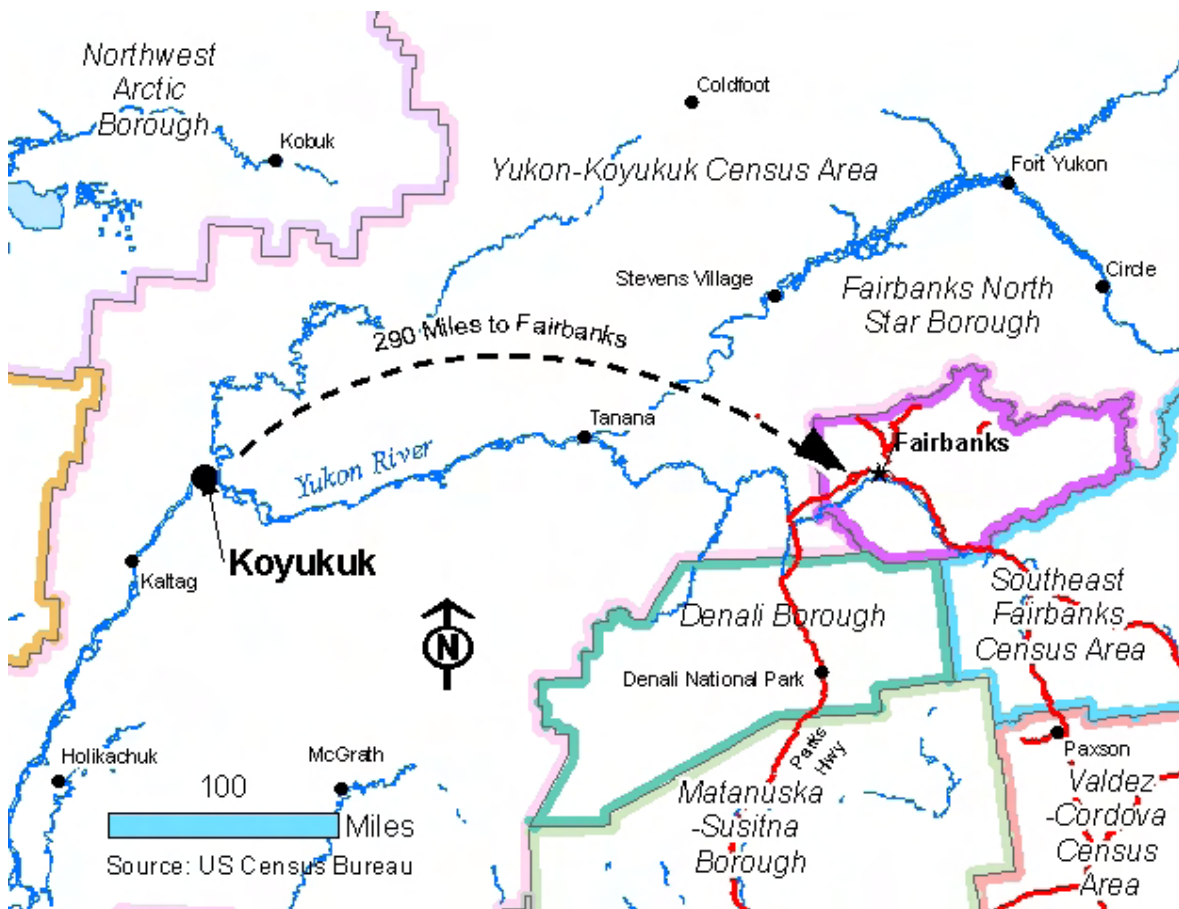 Northwest
Arctic
Borough
Kobuk
Coldfoot
Yukon-Koyukuk Census Area
Fort Yukon
Stevens Village
Circle
Fairbanks North
Star Borough
290 Miles to Fairbanks
Tanana
Fairbanks
Yukon River
Koyukuk
Kaltag
N
Denali Borough
Southeast
Fairbanks
Census Area
Denali National Park
Paxson
Parks
Hwy
Holikachuk
McGrath
100
Miles
Source: US Census Bureau
Matanuska
-Susitna
Borough
Valdez
-Cordova
Census
Area